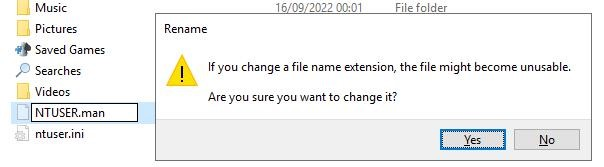 Music
16/09/2022 00:01
File folder
Pictures
Saved Games
Searches
Videos
NTUSER.man
ntuser.ini
Rename
If you change a file name extension, the file might become unusable.
Are you sure you want to change it?
Yes
No